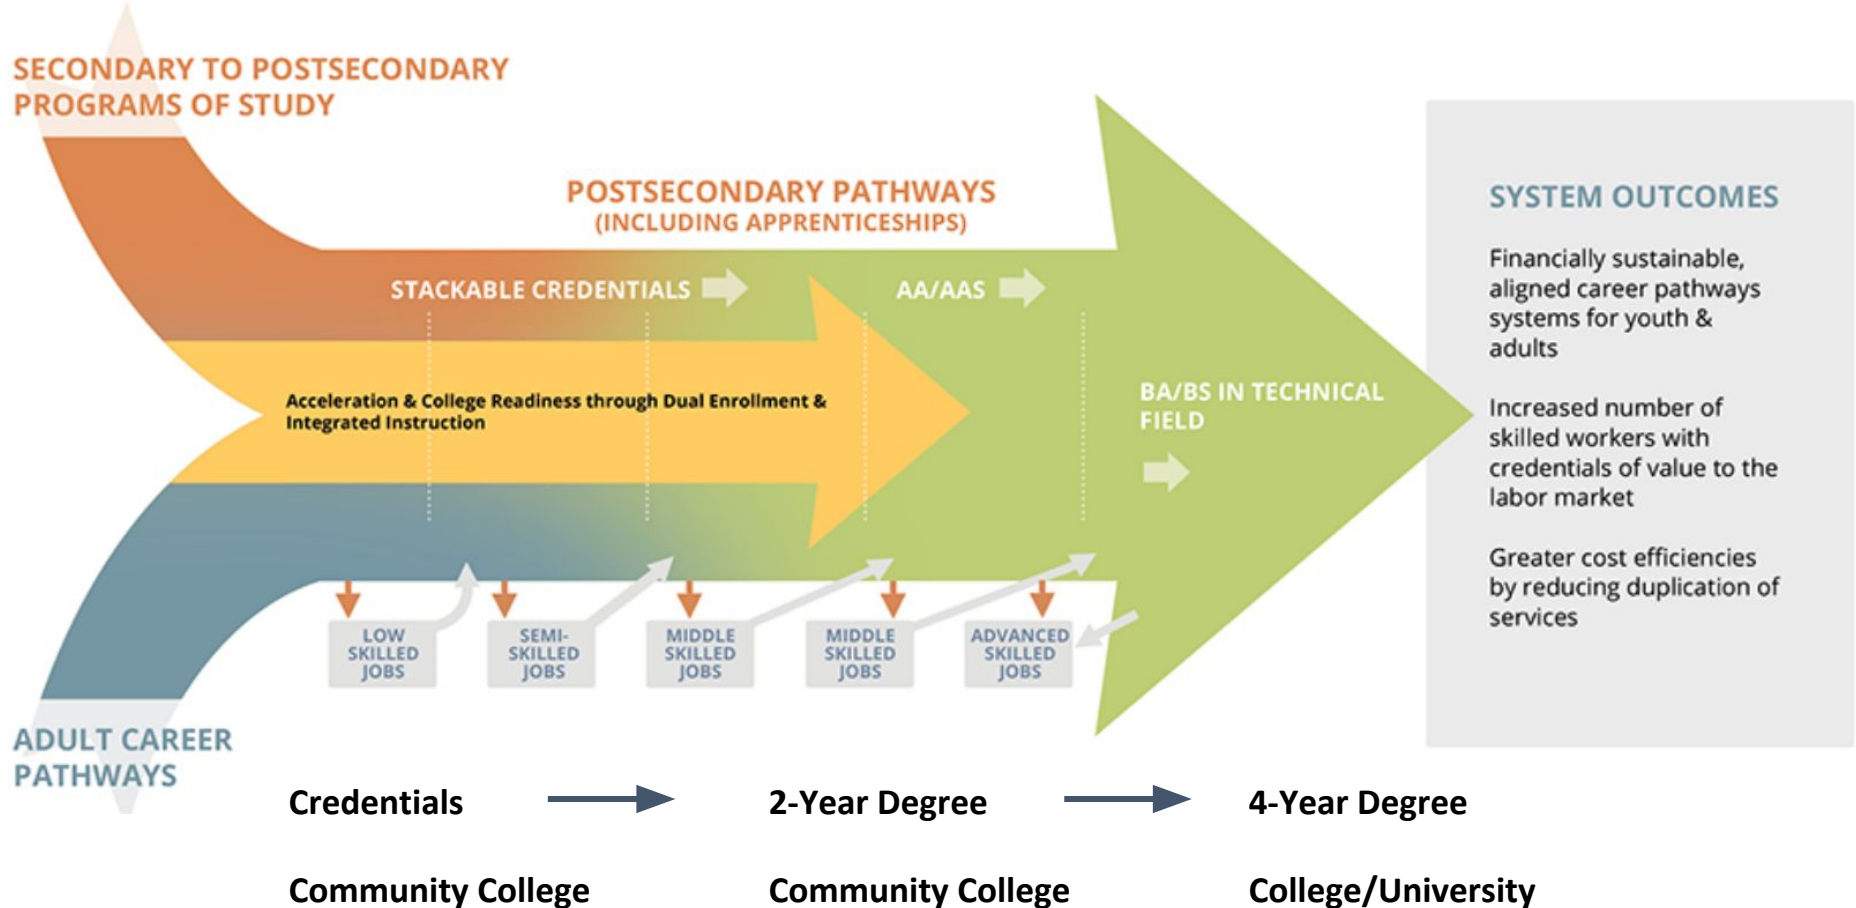 SECONDARY TO POSTSECONDARY
PROGRAMS OF STUDY
POSTSECONDARY PATHWAYS
(INCLUDING APPRENTICESHIPS)
STACKABLE CREDENTIALS
AA/AAS
Acceleration & College Readiness through Dual Enrollment &
Integrated Instruction
BA/BS IN TECHNICAL
FIELD
LOW
SKILLED
JOBS
SEMI-
SKILLED
JOBS
MIDDLE
SKILLED
JOBS
MIDDLE
SKILLED
JOBS
ADVANCED
SKILLED
JOBS
SYSTEM OUTCOMES
Financially sustainable,
aligned career pathways
systems for youth &
adults
Increased number of
skilled workers with
credentials of value to the
labor market
Greater cost efficiencies
by reducing duplication of
services
ADULT CAREER
PATHWAYS
Credentials
2-Year Degree
4-Year Degree
Community College
Community College
College/University